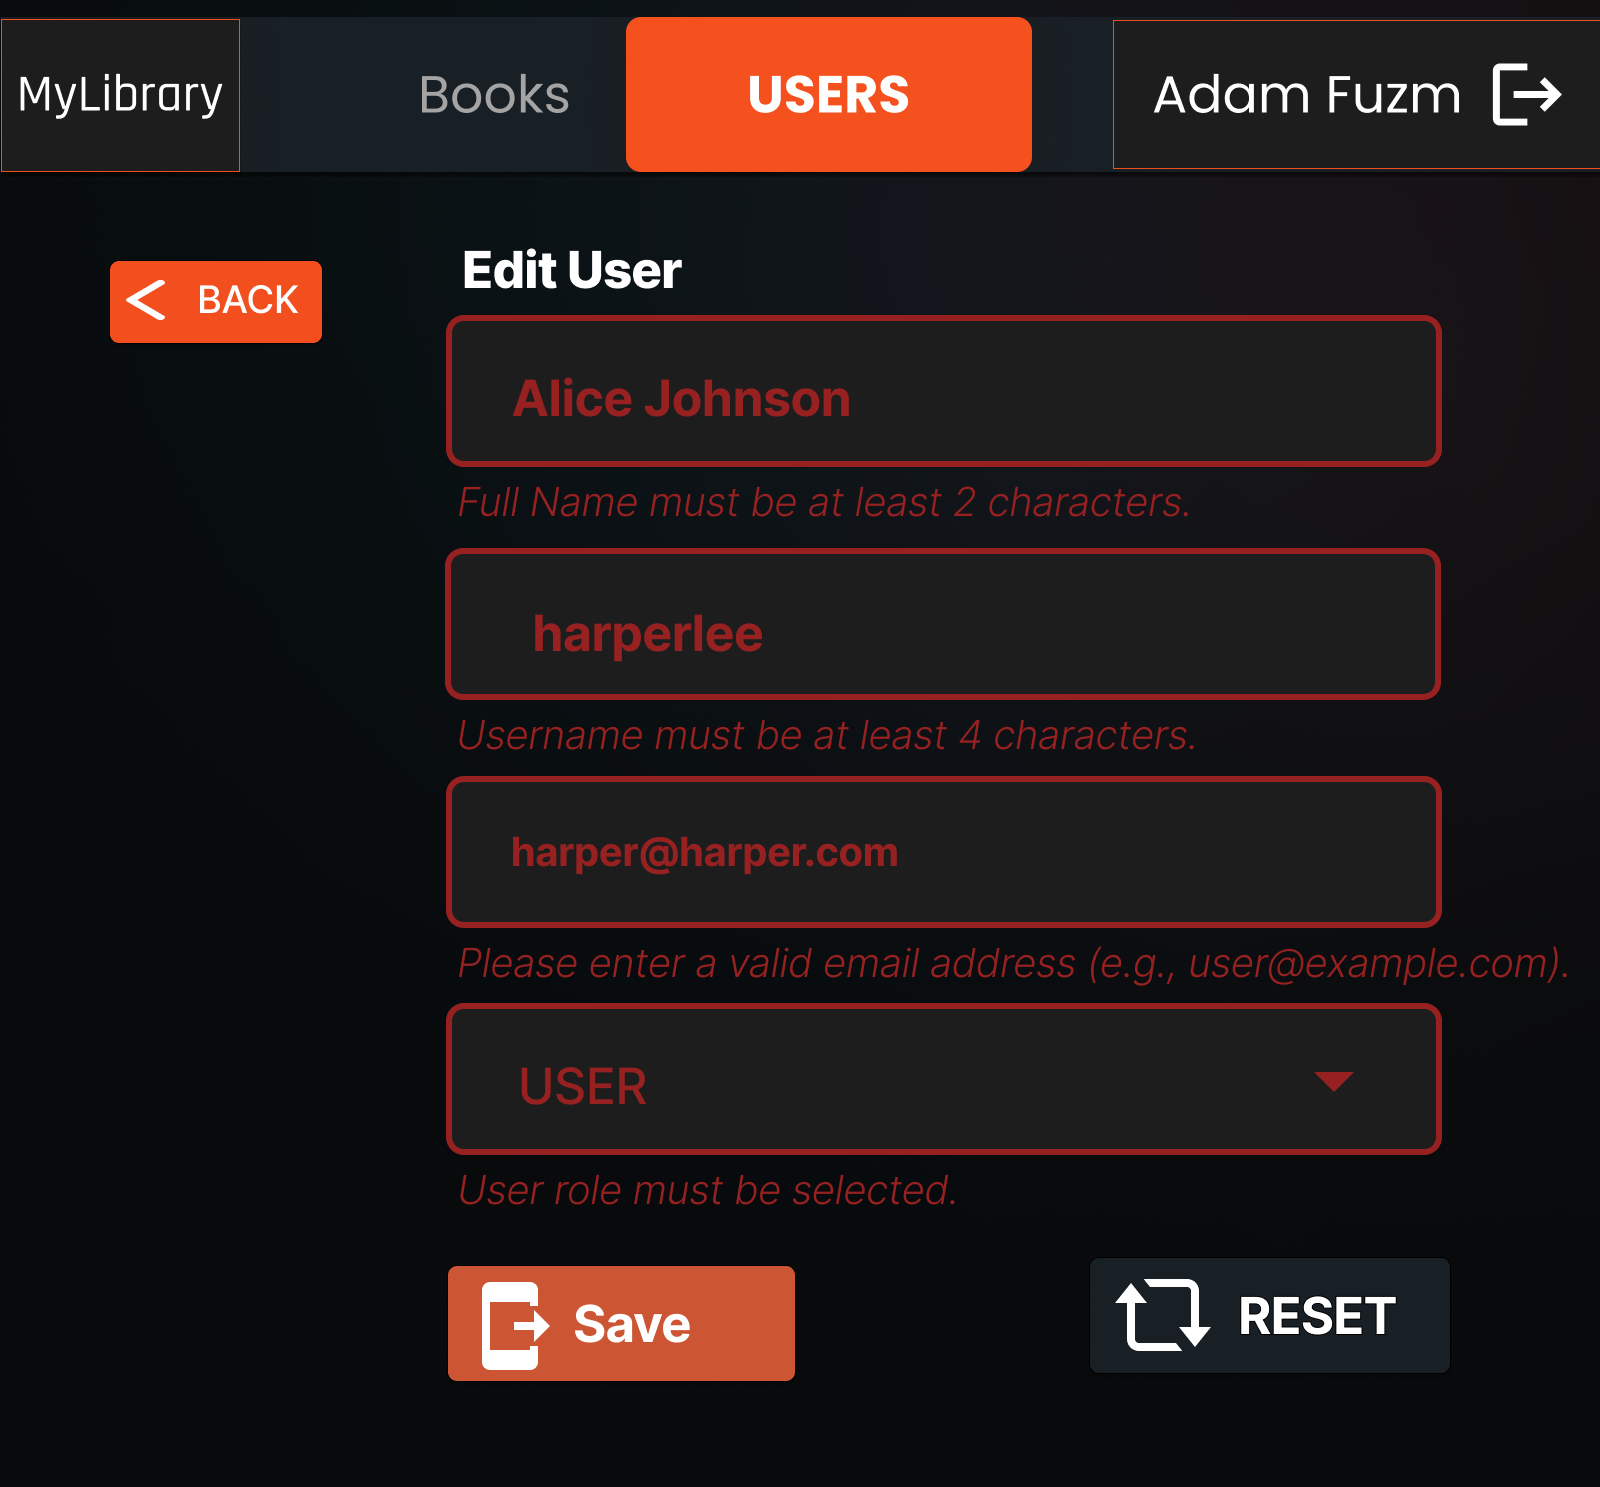 MyLibrary
Books
USERS
Adam Fuzm
BACK
Edit User
Alice Johnson
Full Name must be at least 2 characters.
harperlee
Username must be at least 4 characters.
harper@harper.com
Please enter a valid email address (e.g., user@example.com).
USER
User role must be selected.
Save
RESET